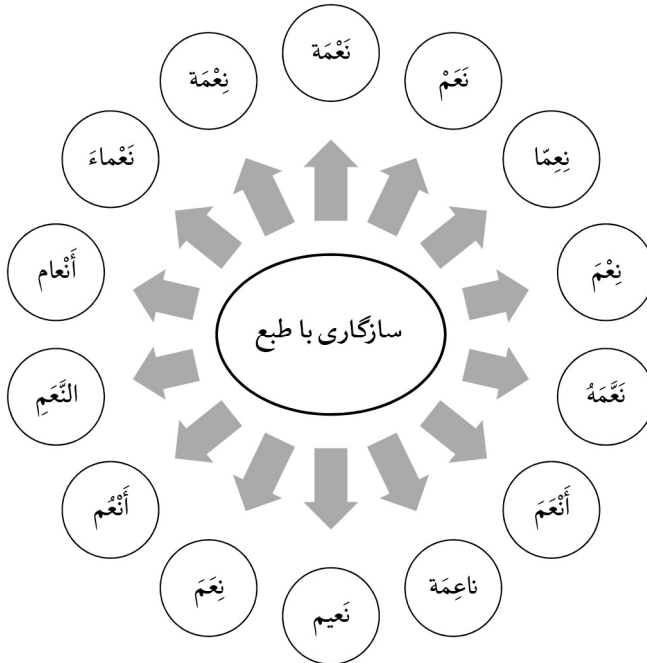 نَعْمَة
نَعَمْ
نِعِمّا
نِعْمَ
نَعَّمَهُ
أَنْعَمَ
ناعِمَة
نَعیم
نِعَمَ
أَنْعُم
النَّعَمِ
أَنْعام
نَعْماءَ
نِعْمَة
سازگاری با طبع